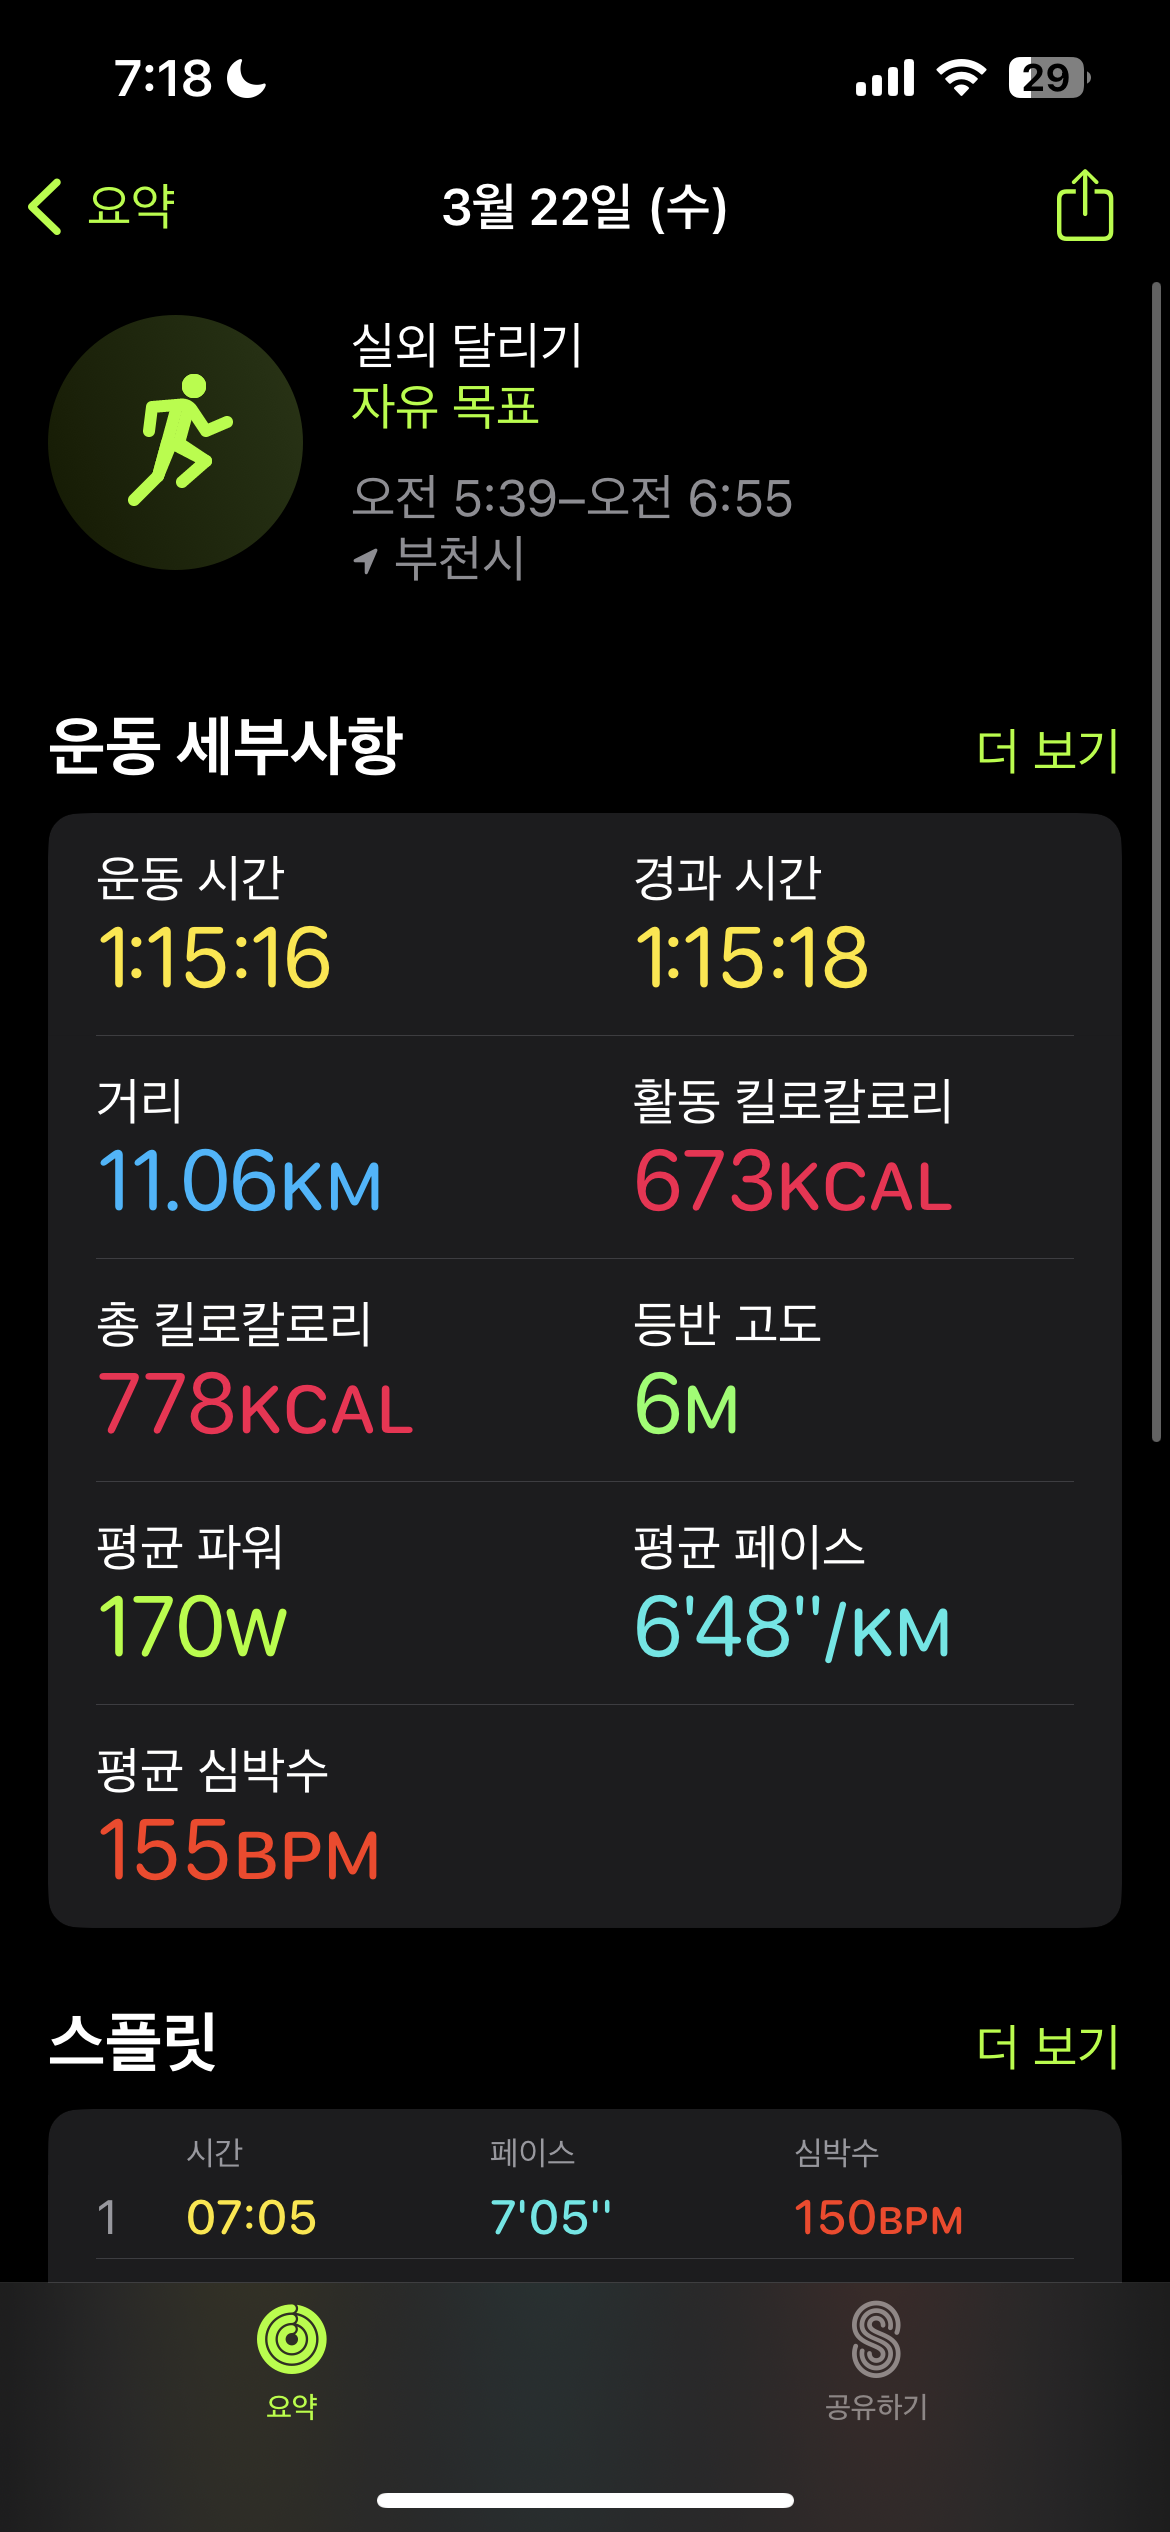 7:18
29
요약
3월 22일 (수)
실외 달리기
자유 목표
오전 5:39–오전 6:55
부천시
운동 세부사항
더 보기
운동 시간
경과 시간
1:15:16
1:15:18
거리
활동 킬로칼로리
11.06KM
673KCAL
총 킬로칼로리
등반 고도
778KCAL
6M
평균 파워
평균 페이스
170W
6'48"/KM
평균 심박수
155BPM
스플릿
더 보기
시간 페이스 심박수
1 07:05 7'05'' 150BPM
요약
공유하기